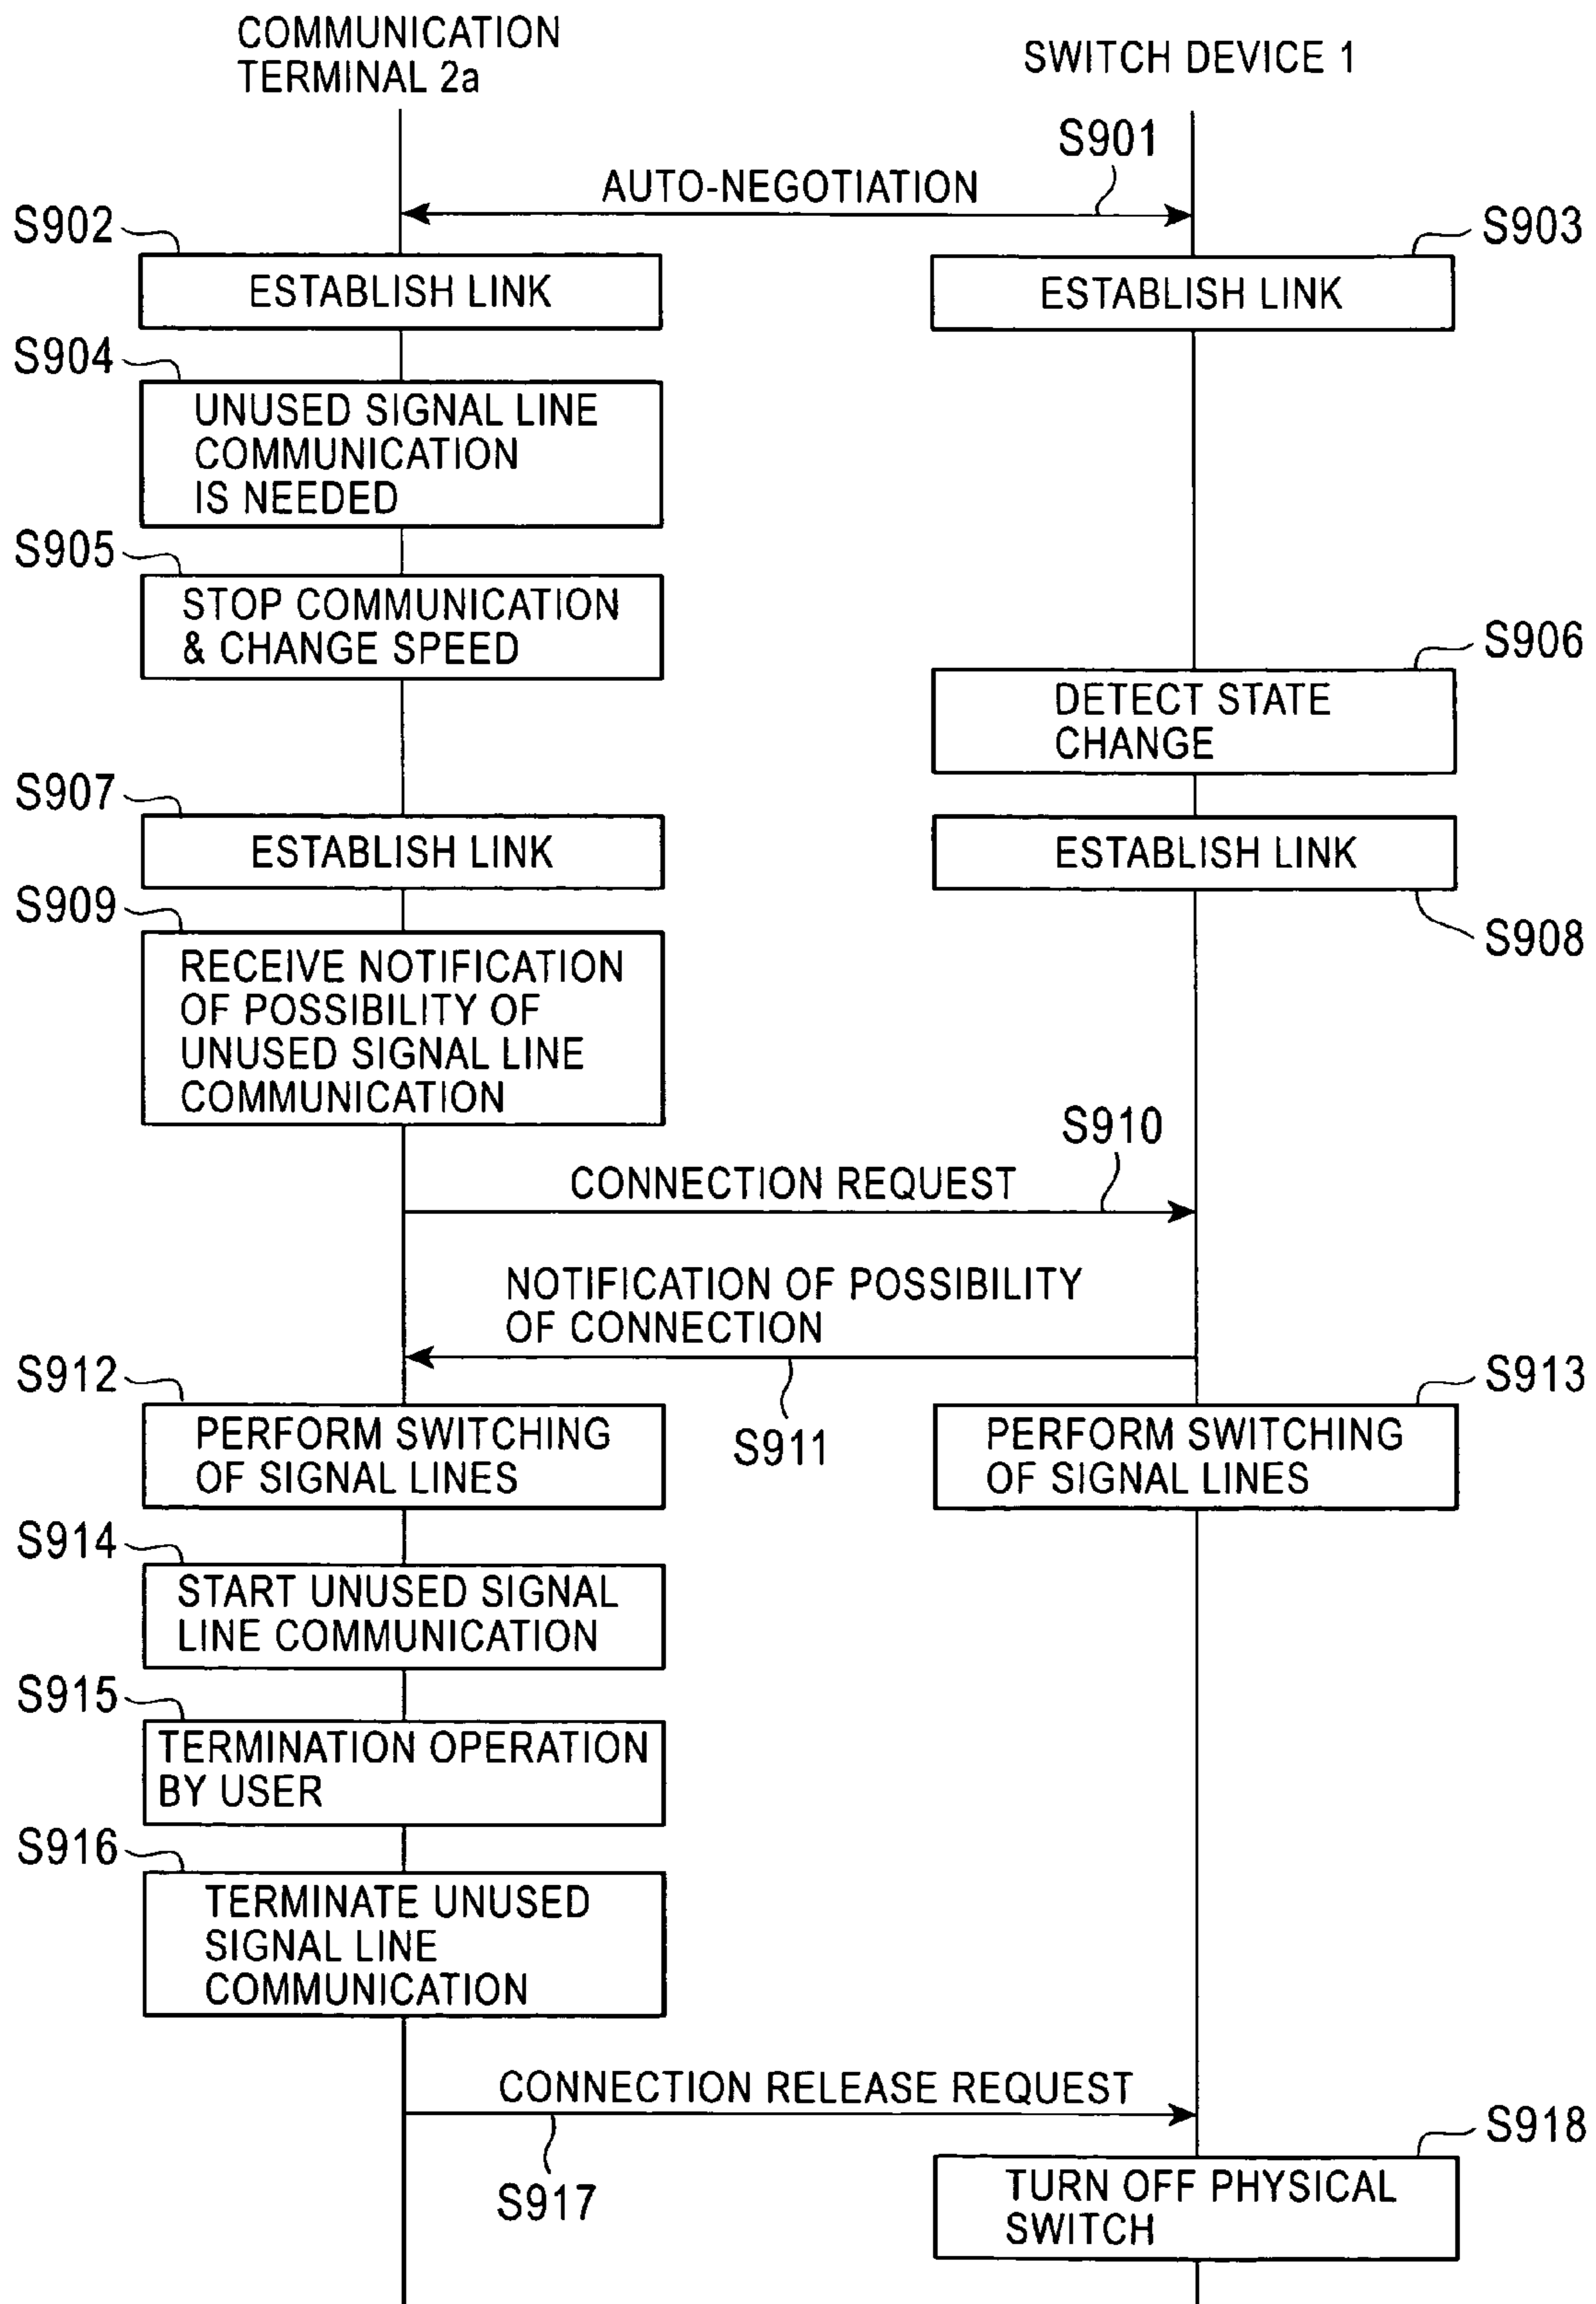 COMMUNICATION
TERMINAL 2a
SWITCH DEVICE 1
S901
AUTO-NEGOTIATION
S902
ESTABLISH LINK
S903
ESTABLISH LINK
S904
UNUSED SIGNAL LINE
COMMUNICATION
IS NEEDED
S905
STOP COMMUNICATION
& CHANGE SPEED
S906
DETECT STATE
CHANGE
S907
ESTABLISH LINK
ESTABLISH LINK
S908
S909
RECEIVE NOTIFICATION
OF POSSIBILITY OF
UNUSED SIGNAL LINE
COMMUNICATION
S910
CONNECTION REQUEST
NOTIFICATION OF POSSIBILITY
OF CONNECTION
S911
S912
PERFORM SWITCHING
OF SIGNAL LINES
S913
PERFORM SWITCHING
OF SIGNAL LINES
S914
START UNUSED SIGNAL
LINE COMMUNICATION
S915
TERMINATION OPERATION
BY USER
S916
TERMINATE UNUSED
SIGNAL LINE
COMMUNICATION
CONNECTION RELEASE REQUEST
S917
S918
TURN OFF PHYSICAL
SWITCH